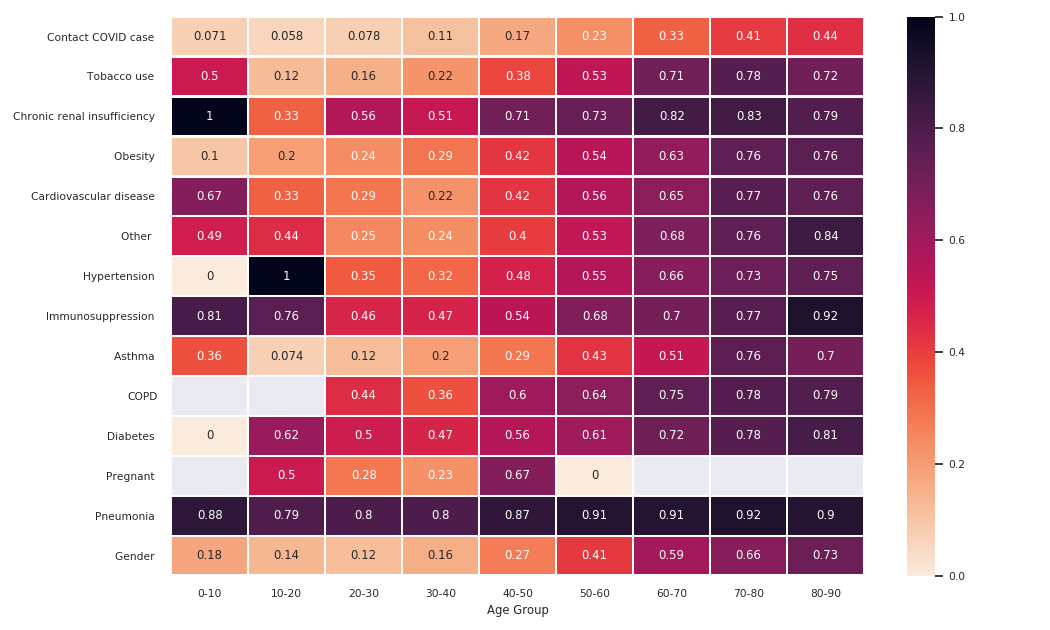 Contact COVID case 0.071 0.058 0.078 0.11 0.17 0.23 0.33 0.41 0.44
Tobacco use 0.5 0.12 0.16 0.22 0.38 0.53 0.71 0.78 0.72
Chronic renal insufficiency 1 0.33 0.56 0.51 0.71 0.73 0.82 0.83 0.79
Obesity 0.1 0.2 0.24 0.29 0.42 0.54 0.63 0.76 0.76
Cardiovascular disease 0.67 0.33 0.29 0.22 0.42 0.56 0.65 0.77 0.76
Other 0.49 0.44 0.25 0.24 0.4 0.53 0.68 0.76 0.84
Hypertension 0 1 0.35 0.32 0.48 0.55 0.66 0.73 0.75
Immunosuppression 0.81 0.76 0.46 0.47 0.54 0.68 0.7 0.77 0.92
Asthma 0.36 0.074 0.12 0.2 0.29 0.43 0.51 0.76 0.7
COPD 0.44 0.36 0.6 0.64 0.75 0.78 0.79
Diabetes 0 0.62 0.5 0.47 0.56 0.61 0.72 0.78 0.81
Pregnant 0.5 0.28 0.23 0.67 0
Pneumonia 0.88 0.79 0.8 0.8 0.87 0.91 0.91 0.92 0.9
Gender 0.18 0.14 0.12 0.16 0.27 0.41 0.59 0.66 0.73
0-10 10-20 20-30 30-40 40-50 50-60 60-70 70-80 80-90
Age Group
1.0
0.8
0.6
0.4
0.2
0.0